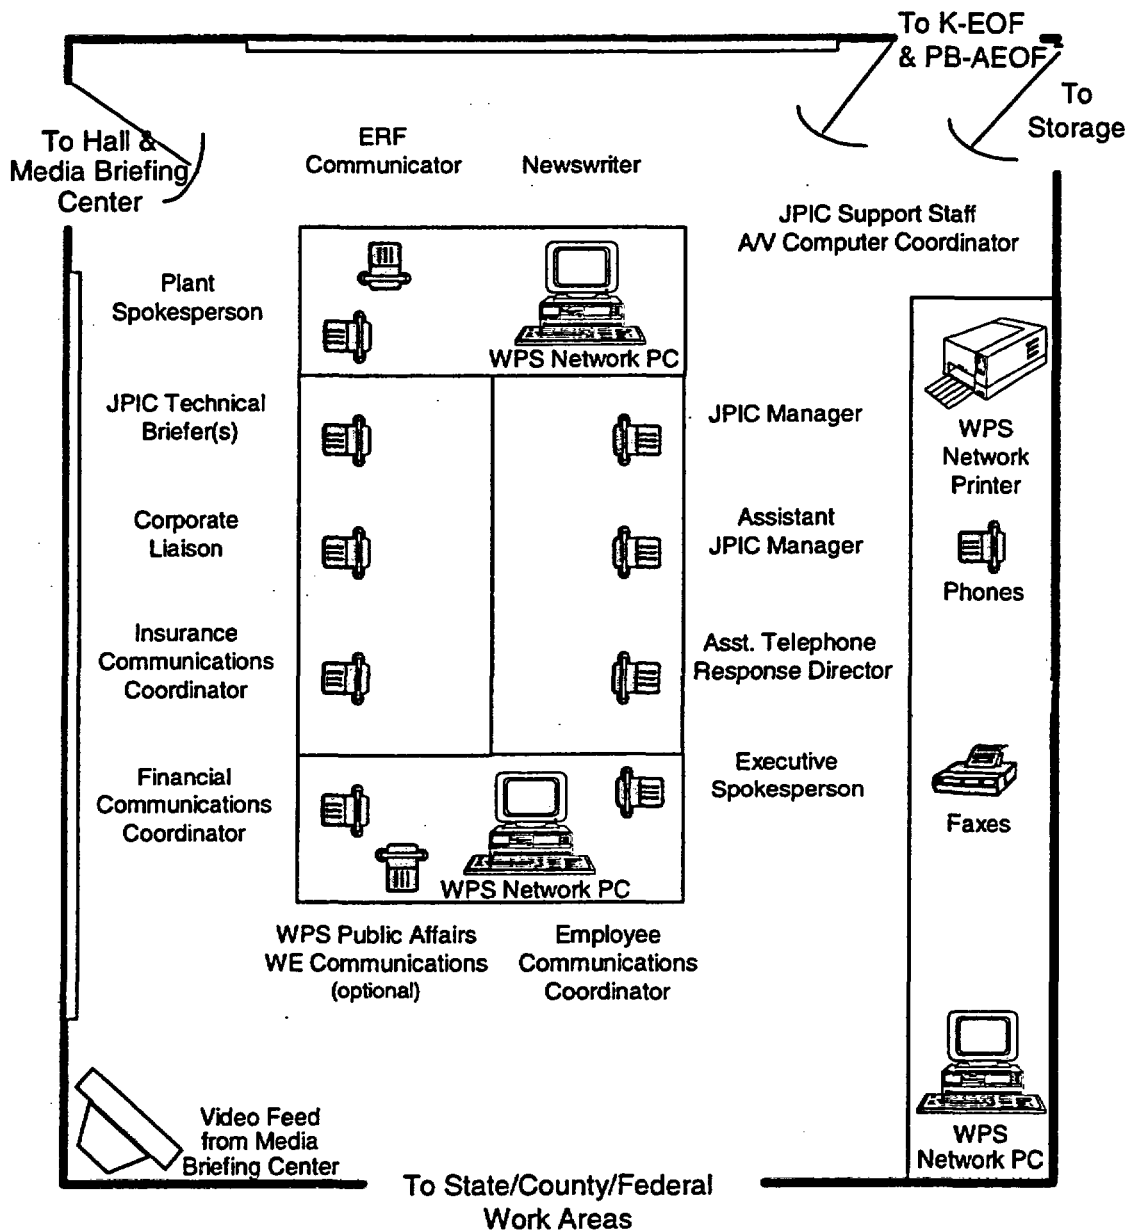 To K-EOF
& PB-AEOF
To
Storage
To Hall &
Media Briefing
Center
ERF
Communicator
Newswriter
JPIC Support Staff
A/V Computer Coordinator
Plant
Spokesperson
WPS Network PC
JPIC Technical
Briefer(s)
JPIC Manager
WPS
Network
Printer
Corporate
Liaison
Assistant
JPIC Manager
Phones
Insurance
Communications
Coordinator
Asst. Telephone
Response Director
Financial
Communications
Coordinator
Executive
Spokesperson
Faxes
WPS Network PC
WPS Public Affairs
WE Communications
(optional)
Employee
Communications
Coordinator
Video Feed
from Media
Briefing Center
WPS
Network PC
To State/County/Federal
Work Areas